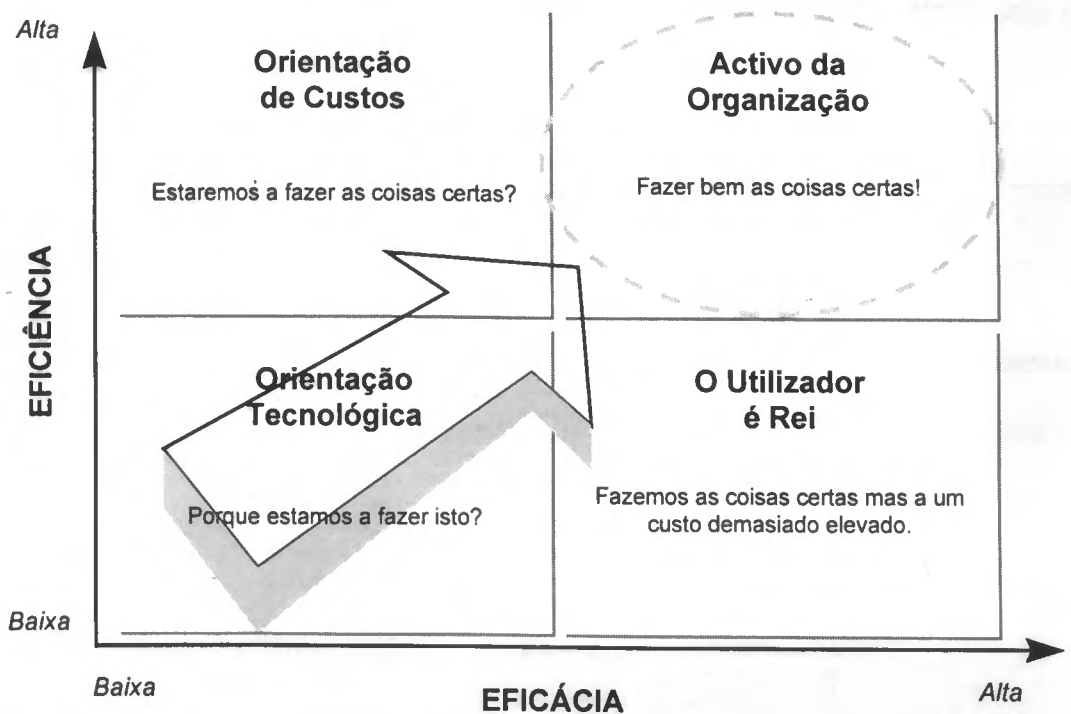 Alta
Orientação
de Custos
Activo da
Organização
Estaremos a fazer as coisas certas?
Fazer bem as coisas certas!
EFICIÊNCIA
Orientação
Tecnológica
O Utilizador
é Rei
Porque estamos a fazer isto?
Fazemos as coisas certas mas a um
custo demasiado elevado.
Baixa
Baixa
EFICÁCIA
Alta